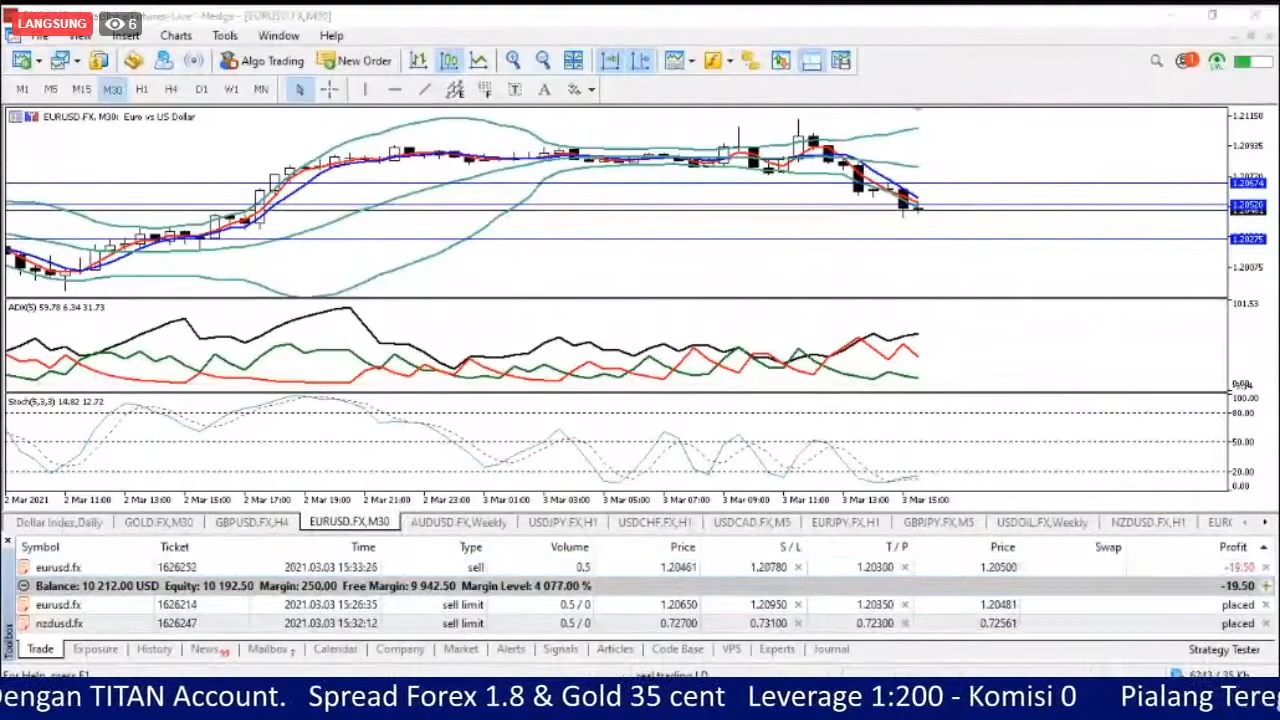 LANGSUNG 6
[EURUSD.FX,M30]
File View Insert Charts Tools Window Help
Algo Trading New Order 1 LVL
M1 M5 M15 M30 H1 H4 D1 W1 MN
EURUSD.FX, M30: Euro vs US Dollar
1.21150
1.20935
1.20720
1.20674
1.20520
1.20275
1.20075
ADX(5) 59.78 6.34 31.73
101.53
Stoch(5,3,3) 14.82 12.72
100.00
80.00
50.00
20.00
0.00
2 Mar 2021 2 Mar 11:00 2 Mar 13:00 2 Mar 15:00 2 Mar 17:00 2 Mar 19:00 2 Mar 21:00 2 Mar 23:00 3 Mar 01:00 3 Mar 03:00 3 Mar 05:00 3 Mar 07:00 3 Mar 09:00 3 Mar 11:00 3 Mar 13:00 3 Mar 15:00
Dollar Index,Daily GOLD.FX,M30 GBPUSD.FX,H4 EURUSD.FX,M30 AUDUSD.FX,Weekly USDJPY.FX,H1 USDCHF.FX,H1 USDCAD.FX,M5 EURJPY.FX,H1 GBPJPY.FX,M5 USDOIL.FX,Weekly NZDUSD.FX,H1
Symbol Ticket Time Type Volume Price S / L T / P Price Swap Profit
eurusd.fx 1626252 2021.03.03 15:33:26 sell 0.5 1.20461 1.20780 1.20300 1.20500 -19.50
Balance: 10 212.00 USD Equity: 10 192.50 Margin: 250.00 Free Margin: 9 942.50 Margin Level: 4 077.00 % -19.50
eurusd.fx 1626214 2021.03.03 15:26:35 sell limit 0.5 / 0 1.20650 1.20950 1.20350 1.20481 placed
nzdusd.fx 1626247 2021.03.03 15:32:12 sell limit 0.5 / 0 0.72700 0.73100 0.72300 0.72561 placed
Toolbox
Trade Exposure History News Mailbox 7 Calendar Company Market Alerts Signals Articles Code Base VPS Experts Journal Strategy Tester
For Help, press F1
Dengan TITAN Account. Spread Forex 1.8 & Gold 35 cent Leverage 1:200 - Komisi 0 Pialang Tereg